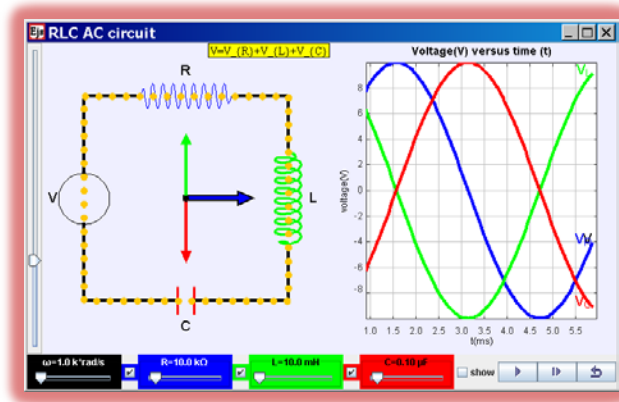 Ejs RLC AC circuit
V=V_(R)+V_(L)+V_(C)
Voltage(V) versus time (t)
R
V
L
C
voltage(V)
8
6
4
2
0
-2
-4
-6
-8
V
V
1.0 1.5 2.0 2.5 3.0 3.5 4.0 4.5 5.0 5.5
t(ms)
ω=1.0 k*rad/s
R=10.0 kΩ
L=10.0 mH
C=0.10 μF
show